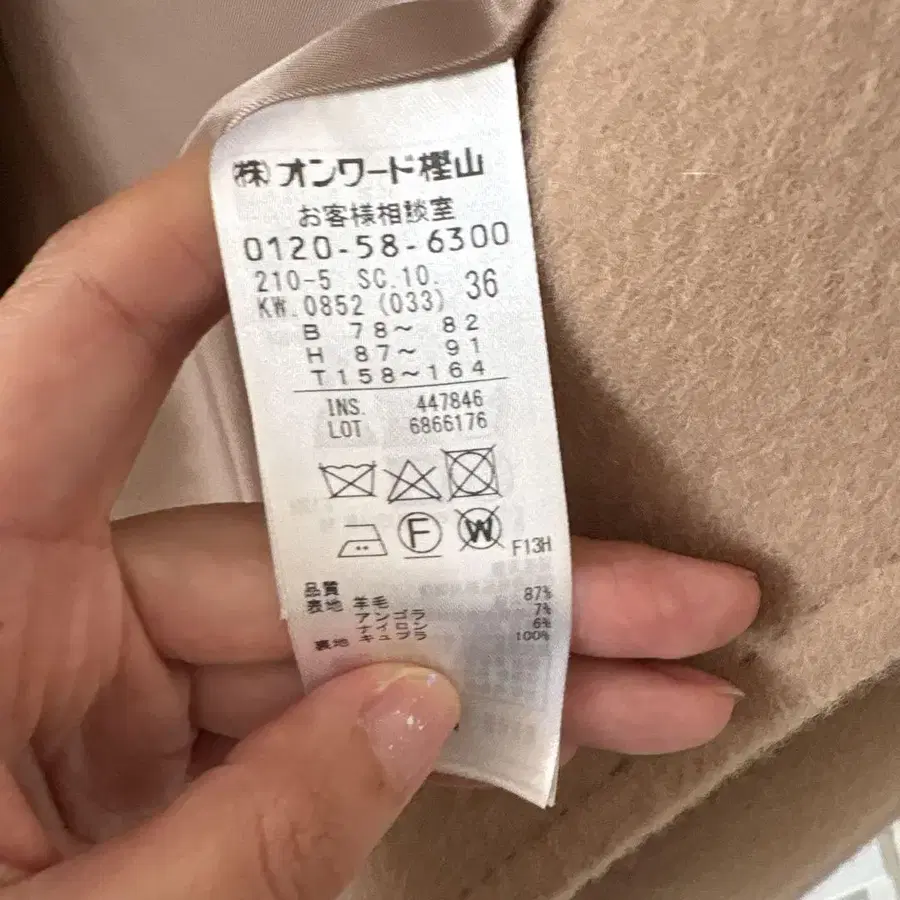 (株)オンワード樫山
お客様相談室
0120-58-6300
210-5 SC.10. 36
KW.0852 (033)
B 78～ 82
H 87～ 91
T158～164
INS. 447846
LOT 6866176
F
W
F13H
品質
表地 羊毛 87%
アンゴラ 7%
ナイロン 6%
裏地 キュプラ 100%